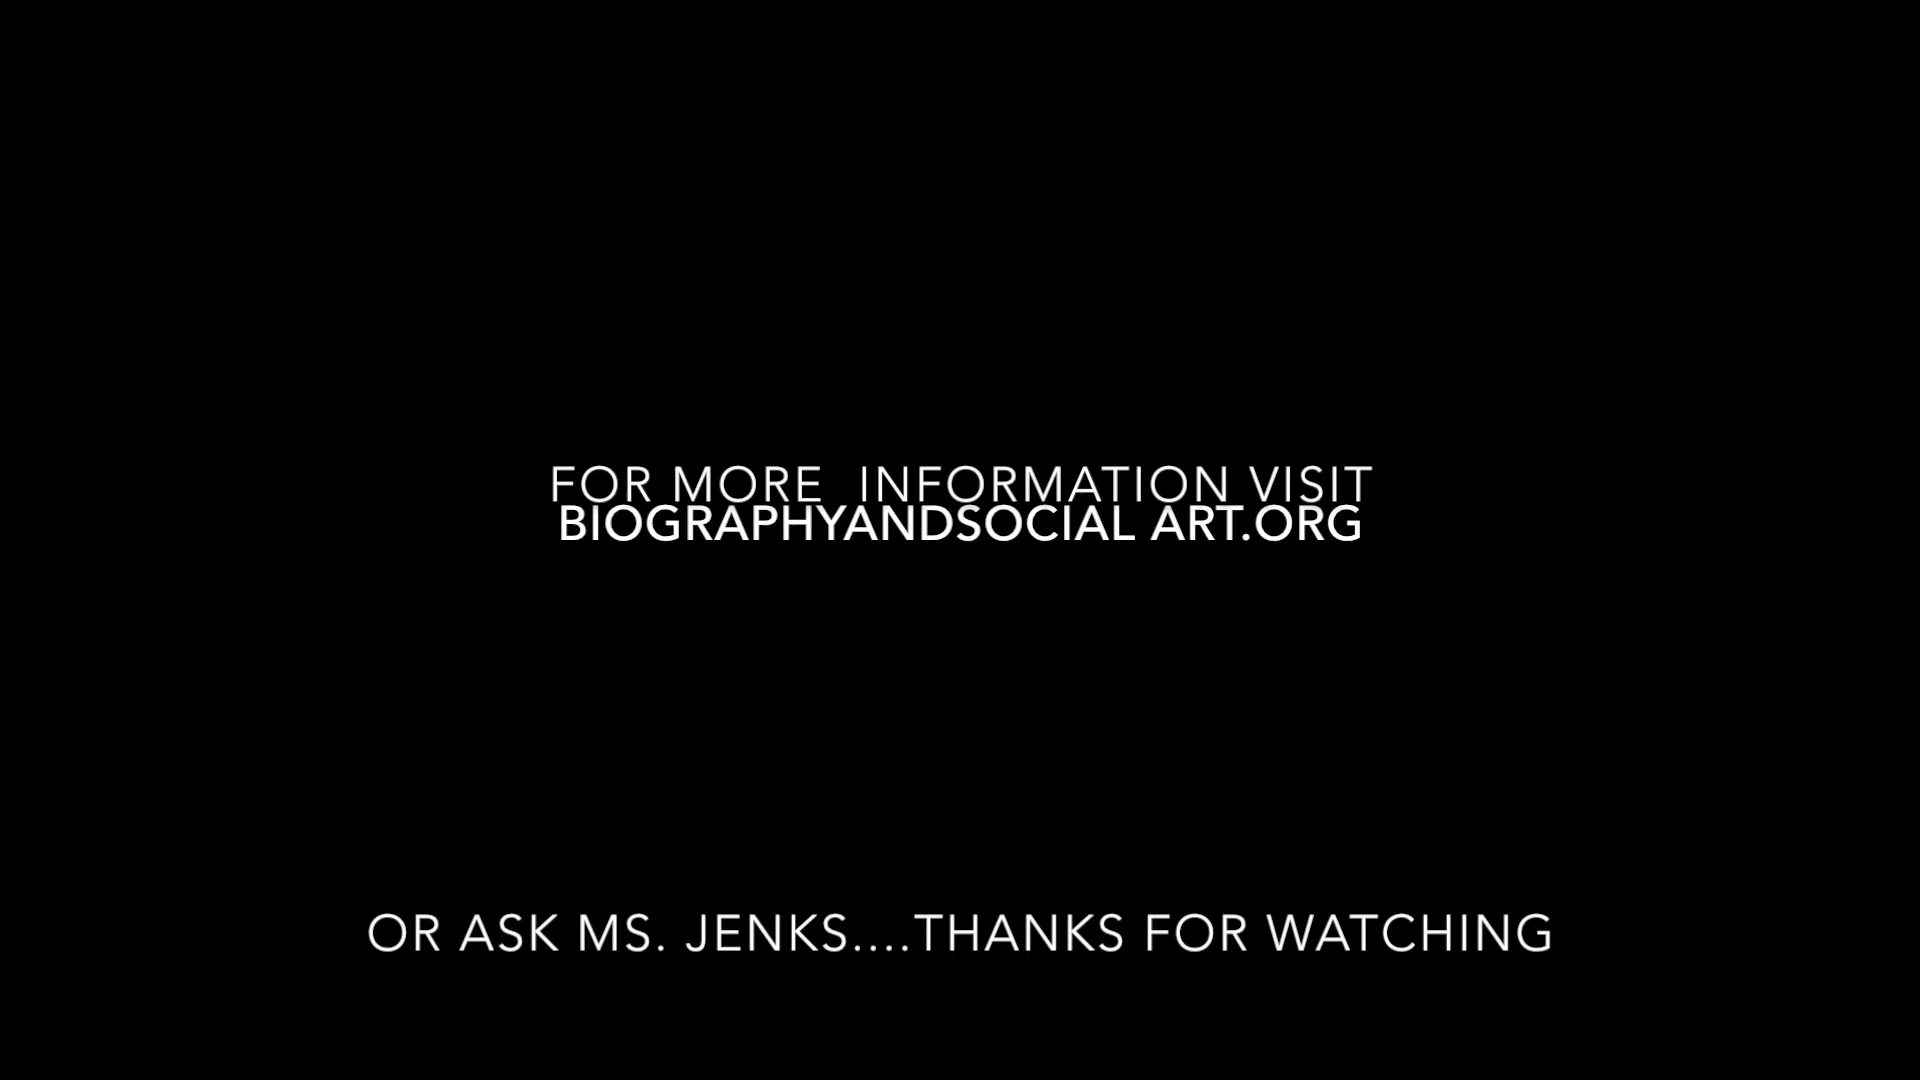 FOR MORE  INFORMATION VISIT
BIOGRAPHYANDSOCIAL ART.ORG
OR ASK MS. JENKS....THANKS FOR WATCHING